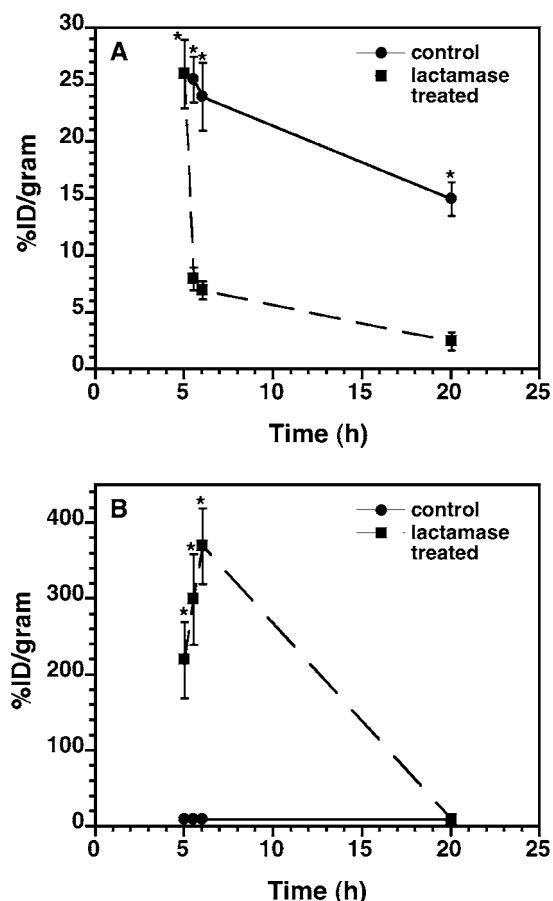 A
* * *
*
control
lactamase
treated
30
25
20
15
10
5
0
%ID/gram
0 5 10 15 20 25
Time (h)
B
*
*
*
control
lactamase
treated
400
300
200
100
0
%ID/gram
0 5 10 15 20 25
Time (h)